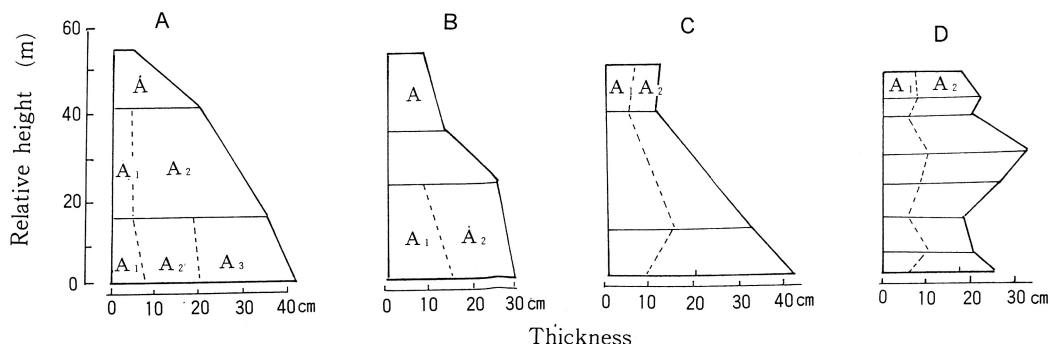 A
B
C
D
Relative height (m)
60
40
20
0
A
A₁ A₂
A₁ A₂' A₃
0 10 20 30 40 cm
A
A₁ A₂
0 10 20 30 cm
A₁ A₂
0 10 20 30 40 cm
A₁ A₂
0 10 20 30 cm
Thickness